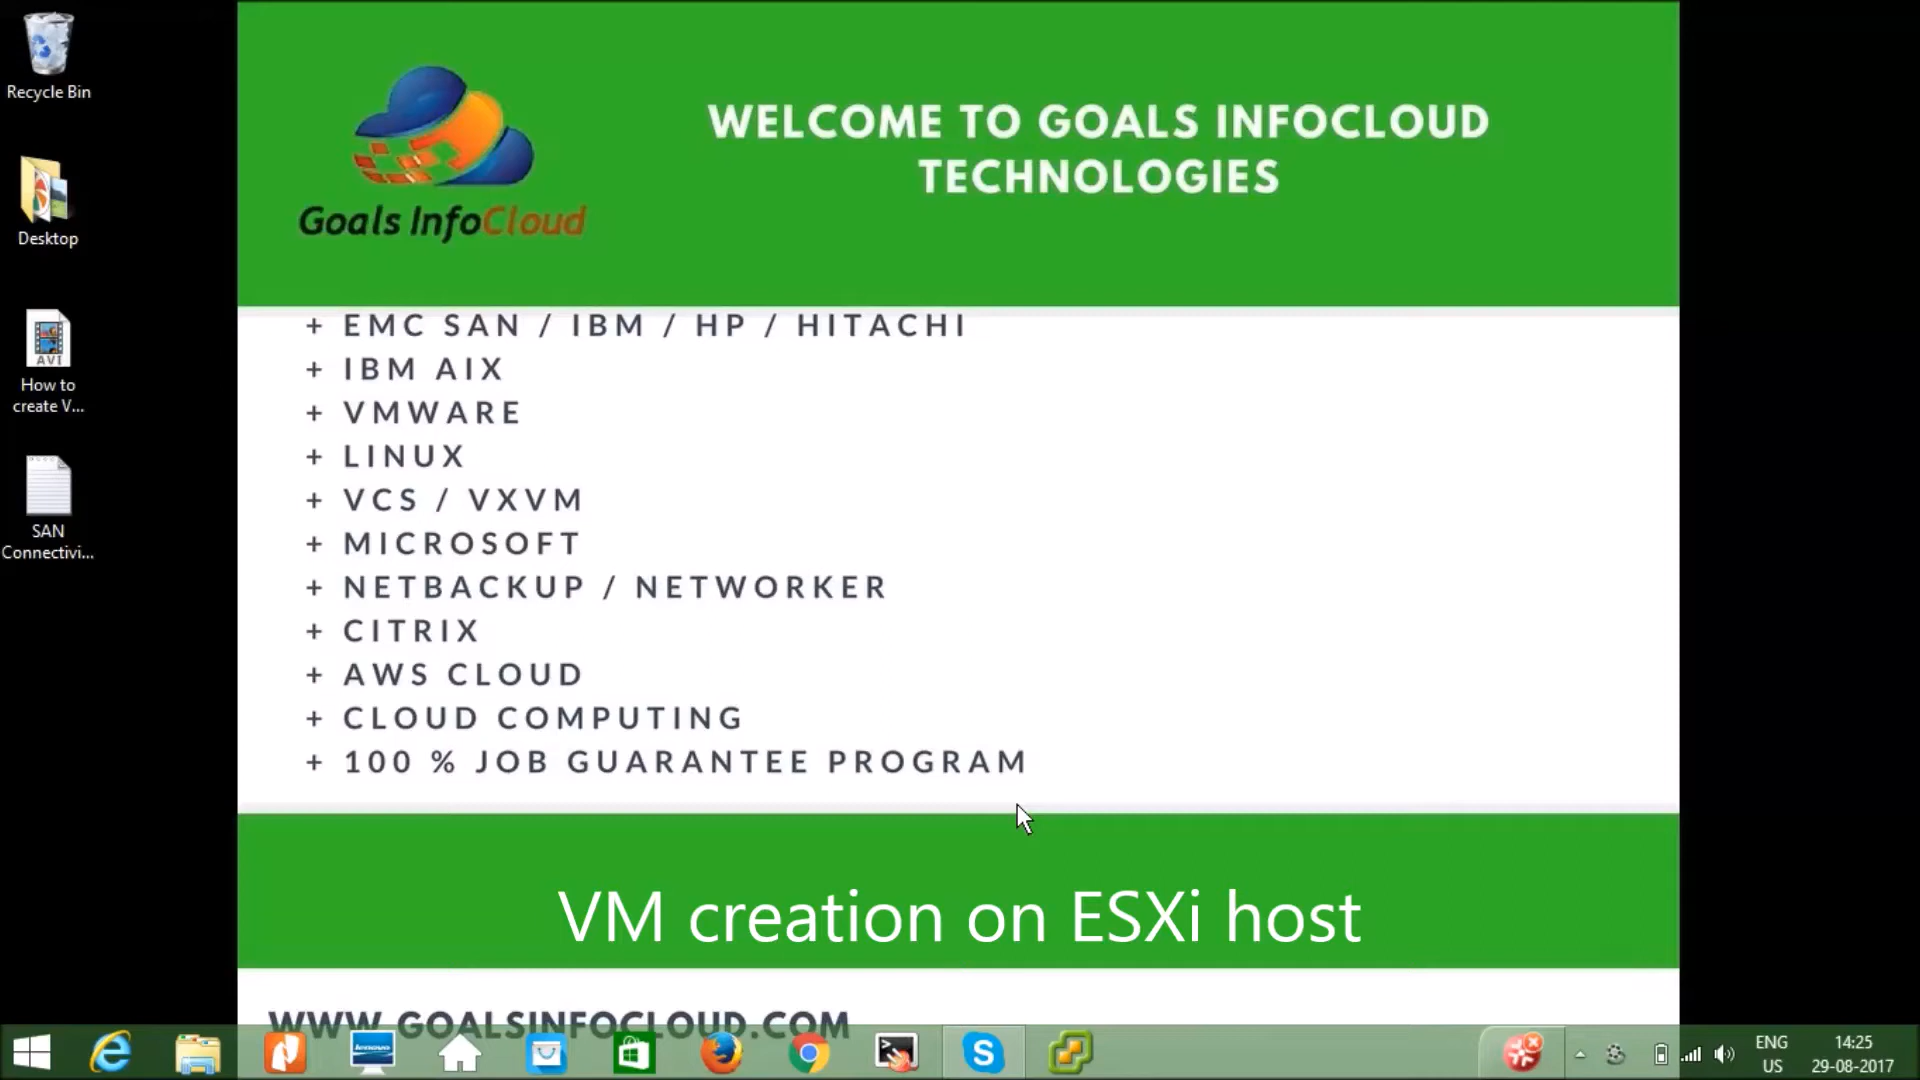 Recycle Bin
Desktop
AVI
How to
create V...
SAN
Connectivi...
Goals InfoCloud
WELCOME TO GOALS INFOCLOUD
TECHNOLOGIES
+ EMC SAN / IBM / HP / HITACHI
+ IBM AIX
+ VMWARE
+ LINUX
+ VCS / VXVM
+ MICROSOFT
+ NETBACKUP / NETWORKER
+ CITRIX
+ AWS CLOUD
+ CLOUD COMPUTING
+ 100 % JOB GUARANTEE PROGRAM
VM creation on ESXi host
WWW.GOALSINFOCLOUD.COM
lenovo
ENG
US
14:25
29-08-2017